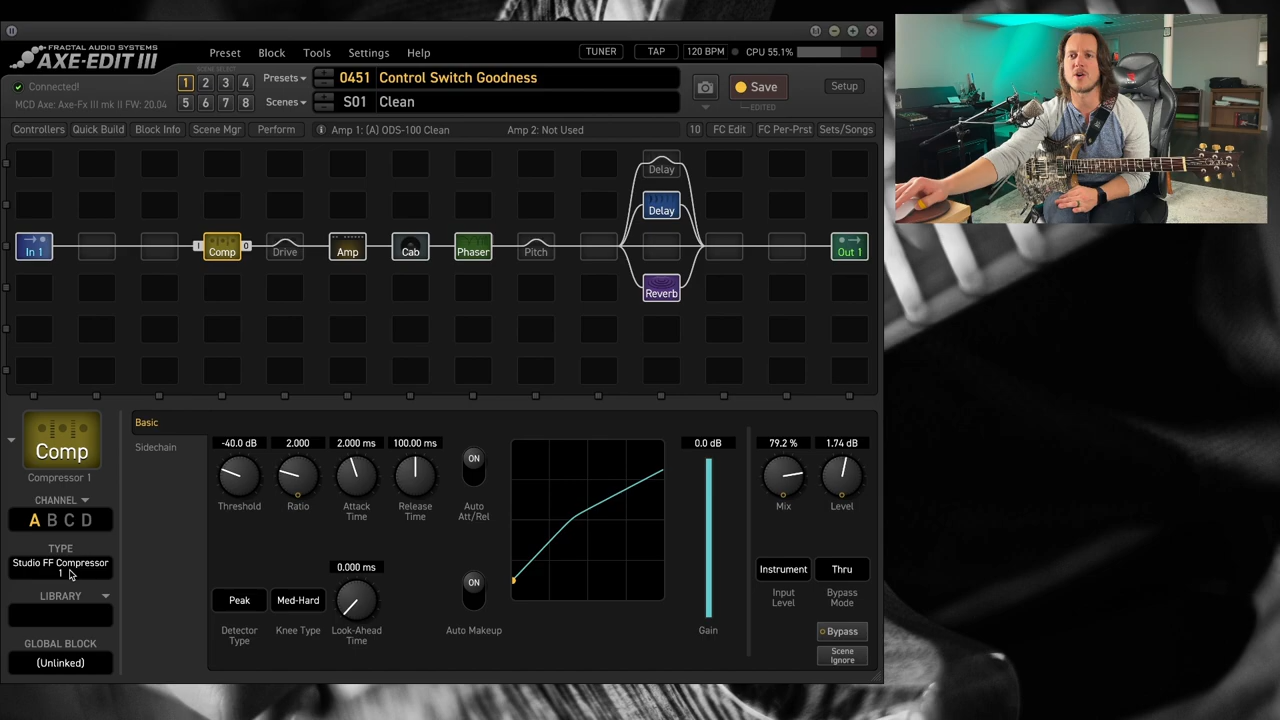 FRACTAL AUDIO SYSTEMS
AXE-EDIT III
Preset
Block
Tools
Settings
Help
TUNER
TAP
120 BPM
CPU 55.1%
Connected!
MCD Axe: Axe-Fx III mk II FW: 20.04
SCENE SELECT
1 2 3 4
5 6 7 8
Presets
0451 Control Switch Goodness
Scenes
S01 Clean
Save
EDITED
Setup
Controllers
Quick Build
Block Info
Scene Mgr
Perform
Amp 1: (A) ODS-100 Clean
Amp 2: Not Used
10
FC Edit
FC Per-Prst
Sets/Songs
Delay
Delay
In 1
I
Comp
O
Drive
Amp
Cab
Phaser
Pitch
Out 1
Reverb
Comp
Compressor 1
CHANNEL
A B C D
TYPE
Studio FF Compressor
1
LIBRARY
GLOBAL BLOCK
(Unlinked)
Basic
Sidechain
-40.0 dB
2.000
2.000 ms
100.00 ms
ON
0.0 dB
79.2 %
1.74 dB
Threshold
Ratio
Attack
Time
Release
Time
Auto
Att/Rel
Mix
Level
0.000 ms
ON
Peak
Med-Hard
Instrument
Thru
Detector
Type
Knee Type
Look-Ahead
Time
Auto Makeup
Gain
Input
Level
Bypass
Mode
Bypass
Scene
Ignore